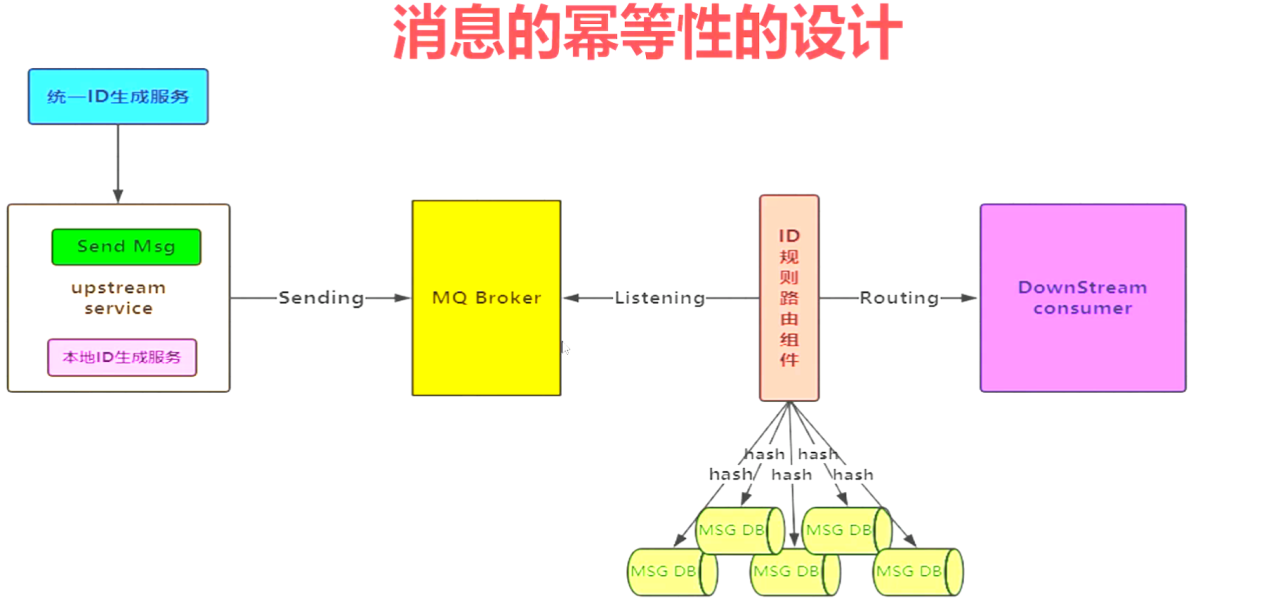 消息的幂等性的设计
统一ID生成服务
Send Msg
upstream
service
本地ID生成服务
Sending
MQ Broker
Listening
ID
规
则
路
由
组
件
Routing
DownStream
consumer
hash
hash
hash
hash
hash
MSG DB
MSG DB
MSG DB
MSG DB
MSG DB